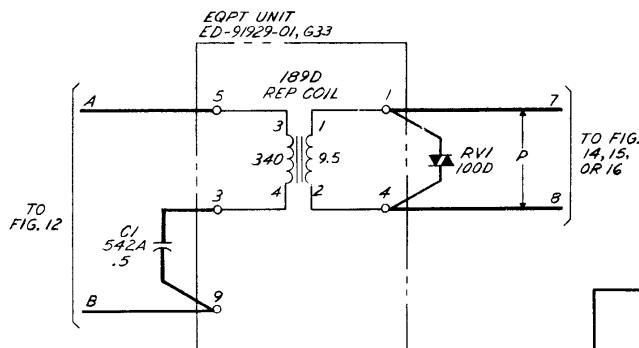 EQPT UNIT
ED-91929-01, G33
189D
REP COIL
A
5
3
340
4
1
9.5
2
1
7
RV1
100D
P
TO FIG.
14, 15,
OR 16
3
4
8
TO
FIG. 12
C1
542A
.5
9
B